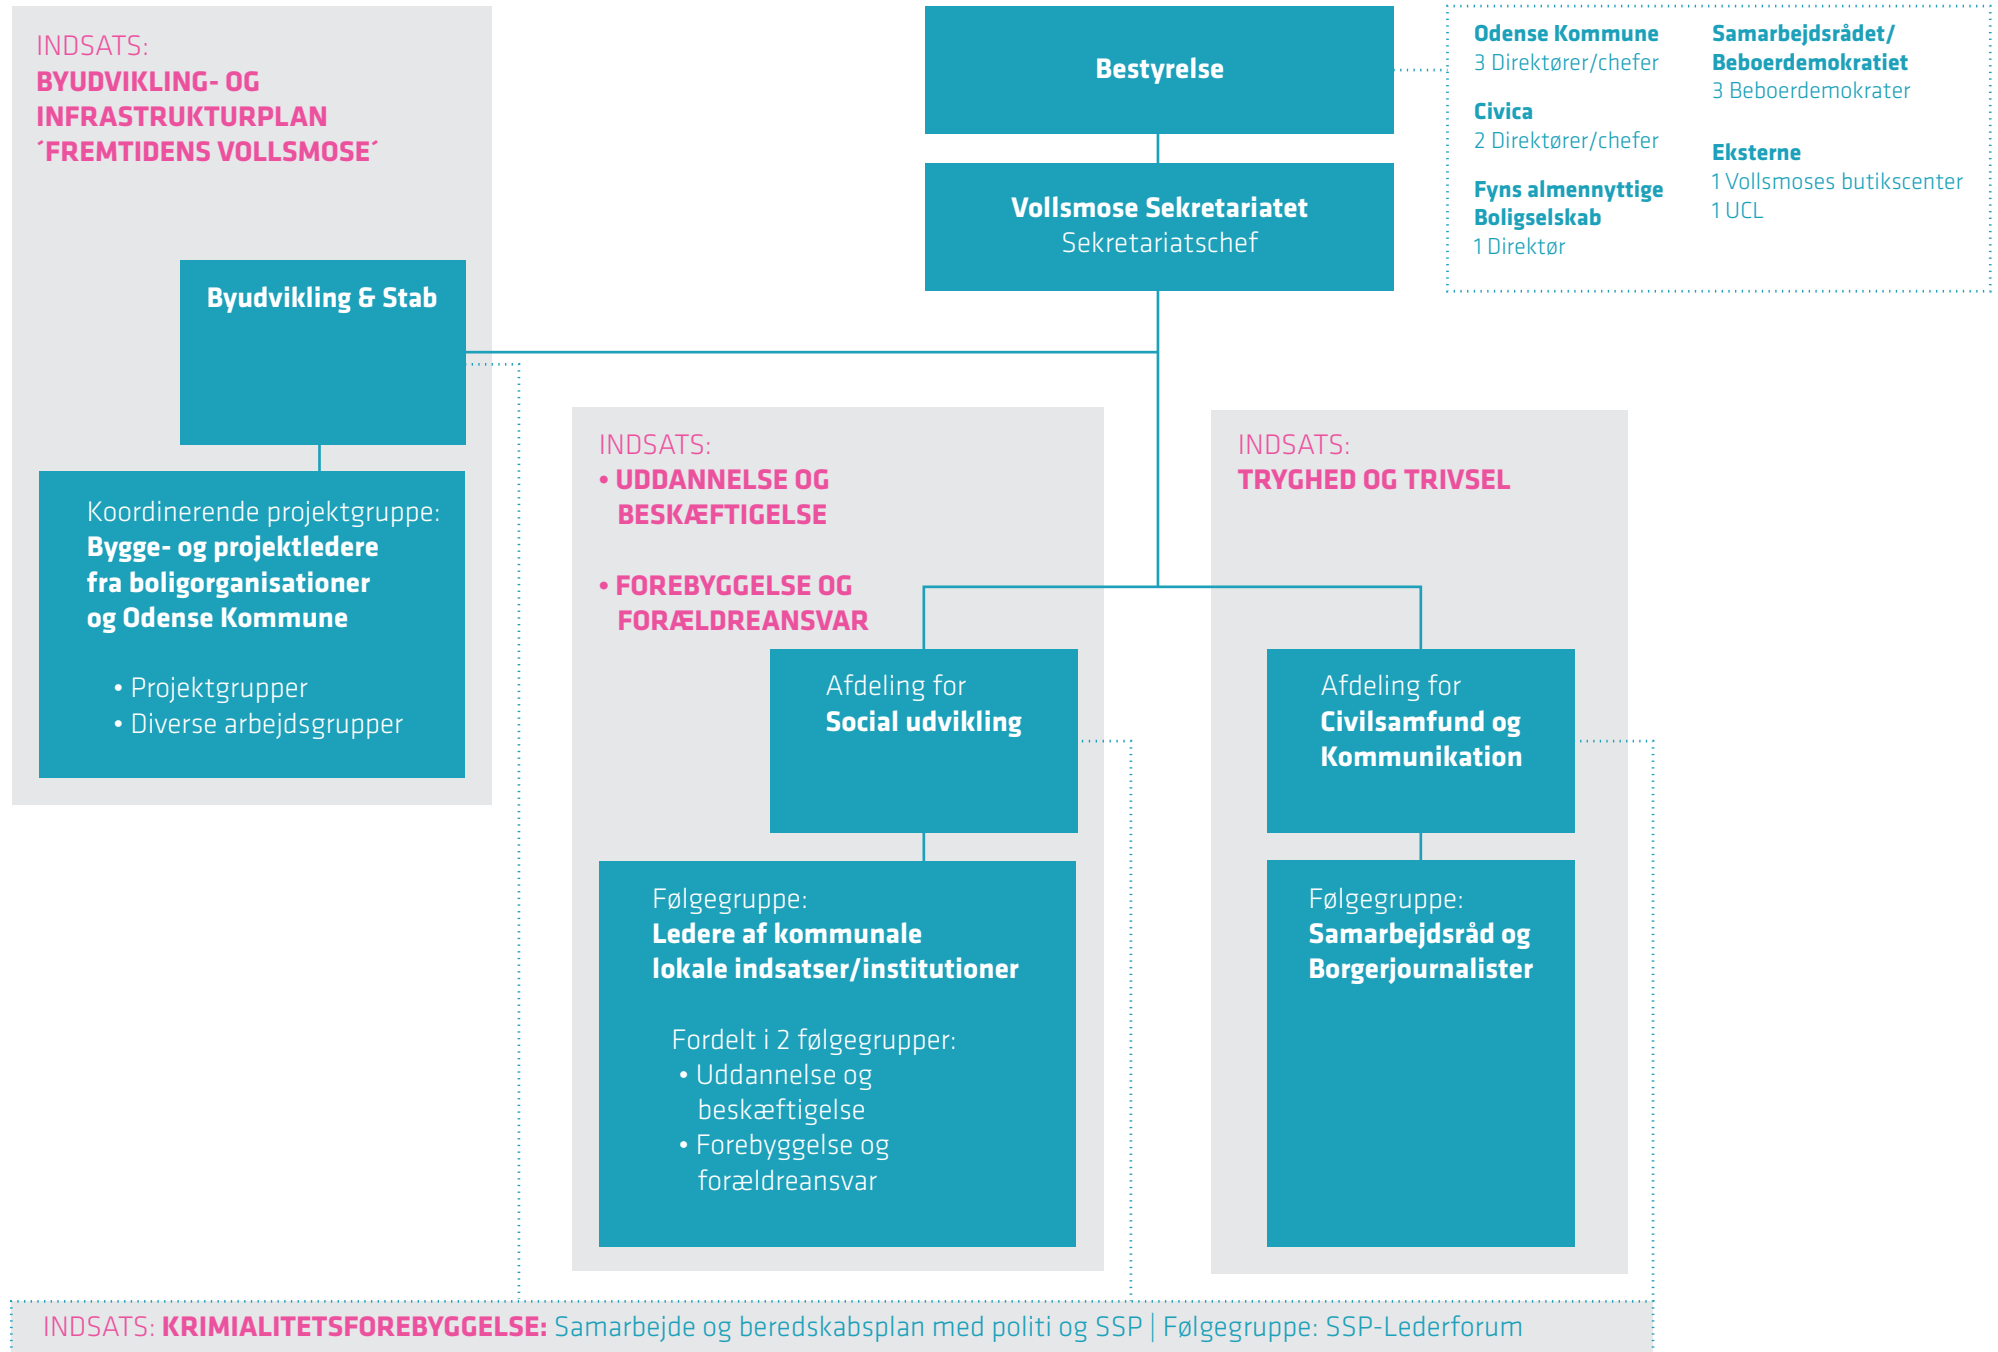 INDSATS:
BYUDVIKLING- OG
INFRASTRUKTURPLAN
´FREMTIDENS VOLLSMOSE´
Byudvikling & Stab
Koordinerende projektgruppe:
Bygge- og projektledere
fra boligorganisationer
og Odense Kommune
• Projektgrupper
• Diverse arbejdsgrupper
Bestyrelse
Vollsmose Sekretariatet
Sekretariatschef
Odense Kommune
3 Direktører/chefer
Civica
2 Direktører/chefer
Fyns almennyttige
Boligselskab
1 Direktør
Samarbejdsrådet/
Beboerdemokratiet
3 Beboerdemokrater
Eksterne
1 Vollsmoses butikscenter
1 UCL
INDSATS:
• UDDANNELSE OG
BESKÆFTIGELSE
• FOREBYGGELSE OG
FORÆLDREANSVAR
Afdeling for
Social udvikling
Følgegruppe:
Ledere af kommunale
lokale indsatser/institutioner
Fordelt i 2 følgegrupper:
• Uddannelse og
beskæftigelse
• Forebyggelse og
forældreansvar
INDSATS:
TRYGHED OG TRIVSEL
Afdeling for
Civilsamfund og
Kommunikation
Følgegruppe:
Samarbejdsråd og
Borgerjournalister
INDSATS: KRIMIALITETSFOREBYGGELSE: Samarbejde og beredskabsplan med politi og SSP | Følgegruppe: SSP-Lederforum